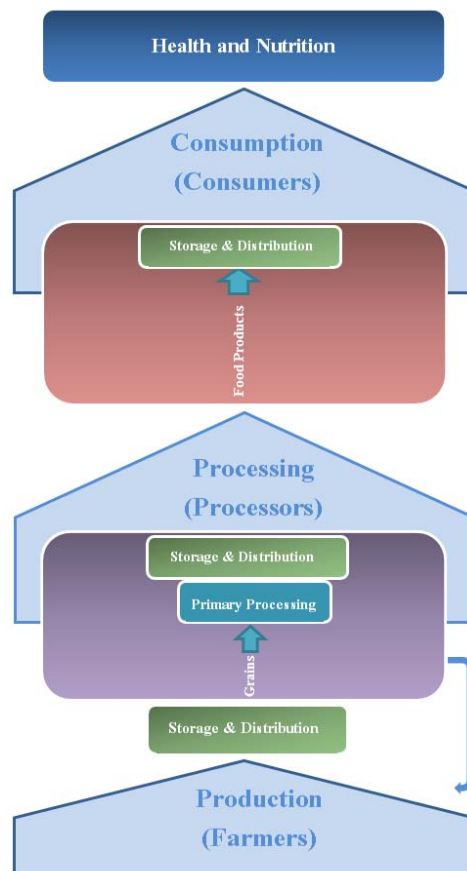 Health and Nutrition
Consumption
(Consumers)
Storage & Distribution
Food Products
Processing
(Processors)
Storage & Distribution
Primary Processing
Grains
Storage & Distribution
Production
(Farmers)